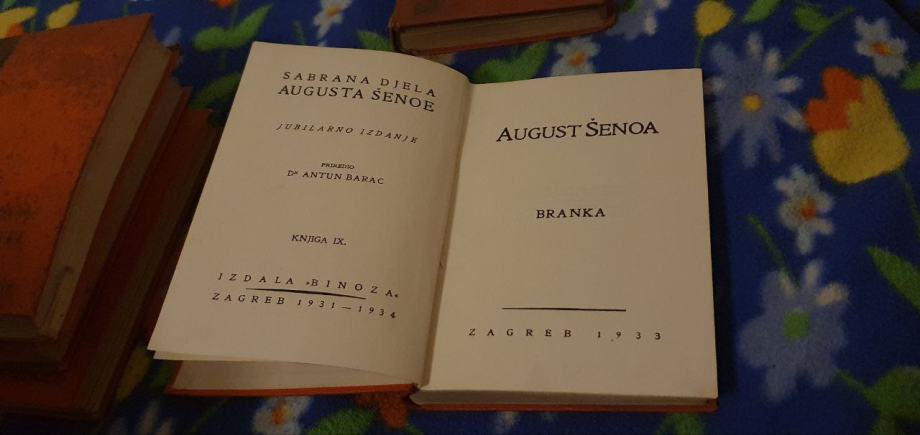 SABRANA DJELA
AUGUSTA ŠENOE
JUBILARNO IZDANJE
PRIREDIO
Dr ANTUN BARAC
KNJIGA IX.
IZDALA »BINOZA«
ZAGREB 1931—1934
AUGUST ŠENOA
BRANKA
ZAGREB 1933